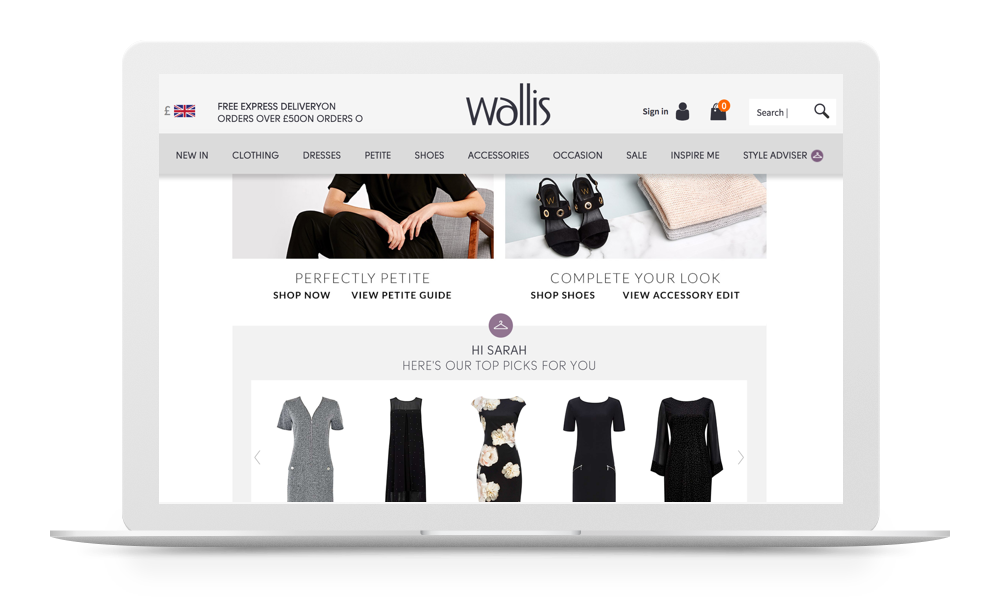 £
FREE EXPRESS DELIVERYON
ORDERS OVER £50ON ORDERS O
wallis
Sign in
0
Search |
NEW IN CLOTHING DRESSES PETITE SHOES ACCESSORIES OCCASION SALE INSPIRE ME STYLE ADVISER
W
PERFECTLY PETITE
SHOP NOW VIEW PETITE GUIDE
COMPLETE YOUR LOOK
SHOP SHOES VIEW ACCESSORY EDIT
HI SARAH
HERE'S OUR TOP PICKS FOR YOU